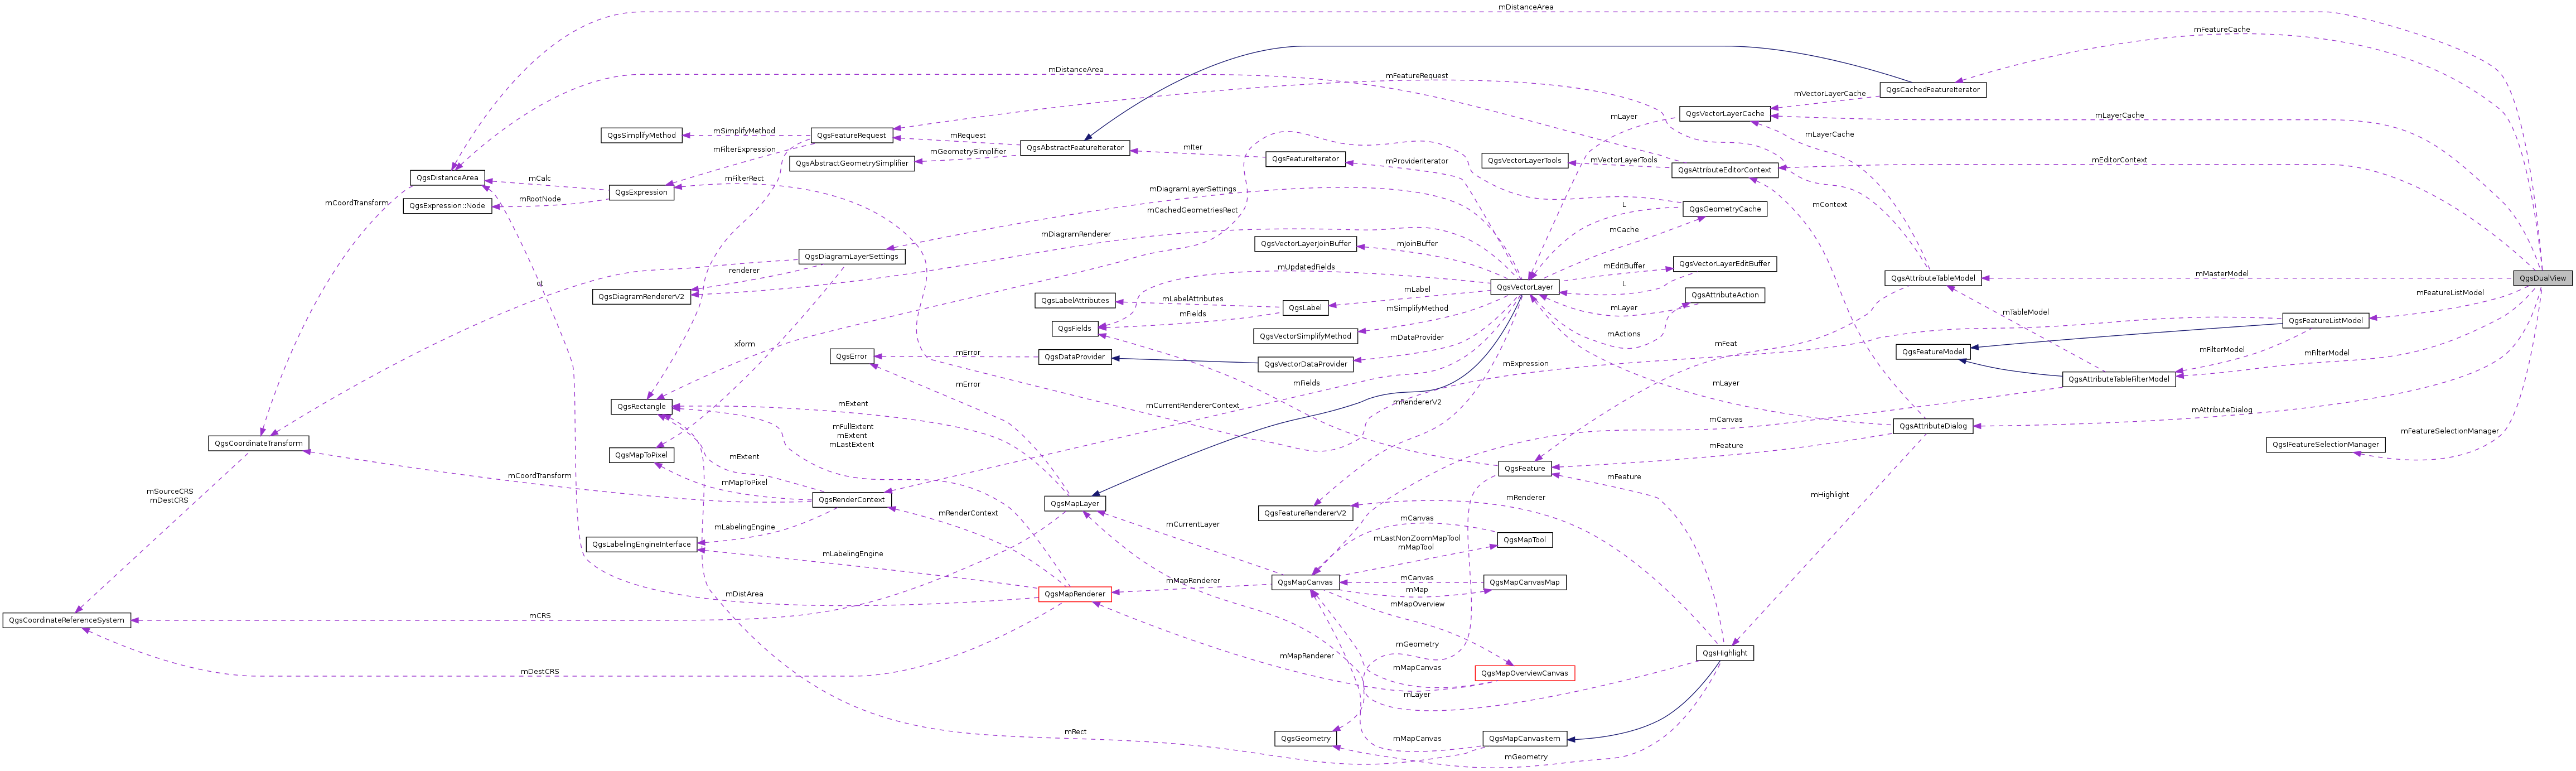 mDistanceArea
mFeatureCache
mDistanceArea
mFeatureRequest
QgsCachedFeatureIterator
mVectorLayerCache
QgsVectorLayerCache
mLayerCache
mLayer
mLayerCache
QgsSimplifyMethod
mSimplifyMethod
QgsFeatureRequest
mRequest
QgsAbstractFeatureIterator
mIter
mFilterExpression
mGeometrySimplifier
QgsAbstractGeometrySimplifier
QgsFeatureIterator
mProviderIterator
QgsVectorLayerTools
mVectorLayerTools
QgsAttributeEditorContext
mEditorContext
QgsDistanceArea
mCalc
mFilterRect
QgsExpression
mRootNode
QgsExpression::Node
mCoordTransform
mDiagramLayerSettings
mCachedGeometriesRect
L
QgsGeometryCache
mContext
mCache
mDiagramRenderer
QgsVectorLayerJoinBuffer
mJoinBuffer
QgsDiagramLayerSettings
mUpdatedFields
mEditBuffer
QgsVectorLayerEditBuffer
renderer
ct
L
QgsVectorLayer
QgsAttributeTableModel
mMasterModel
QgsDualView
QgsDiagramRendererV2
QgsLabelAttributes
mLabelAttributes
QgsLabel
mLabel
QgsAttributeAction
mLayer
mFeatureListModel
mFields
mSimplifyMethod
mTableModel
QgsFields
QgsVectorSimplifyMethod
mActions
QgsFeatureListModel
xform
mDataProvider
mFeat
QgsError
mError
QgsDataProvider
QgsVectorDataProvider
mExpression
QgsFeatureModel
mFilterModel
mFilterModel
mError
mFields
mLayer
QgsAttributeTableFilterModel
QgsRectangle
mExtent
mCurrentRendererContext
mRendererV2
mCanvas
mAttributeDialog
mFullExtent
mExtent
mLastExtent
QgsAttributeDialog
mFeatureSelectionManager
QgsCoordinateTransform
mFeature
QgsIFeatureSelectionManager
QgsMapToPixel
mExtent
mCoordTransform
mMapToPixel
QgsFeature
mFeature
mSourceCRS
mDestCRS
QgsRenderContext
QgsMapLayer
mRenderer
mHighlight
mRenderContext
QgsFeatureRendererV2
mLabelingEngine
mCurrentLayer
mCanvas
QgsLabelingEngineInterface
mLabelingEngine
mLastNonZoomMapTool
mMapTool
QgsMapTool
mMapRenderer
QgsMapCanvas
mCanvas
QgsMapCanvasMap
mMap
QgsMapRenderer
mDistArea
mMapOverview
QgsCoordinateReferenceSystem
mCRS
mGeometry
mMapRenderer
QgsHighlight
mDestCRS
mMapCanvas
QgsMapOverviewCanvas
mLayer
mRect
QgsGeometry
mMapCanvas
QgsMapCanvasItem
mGeometry